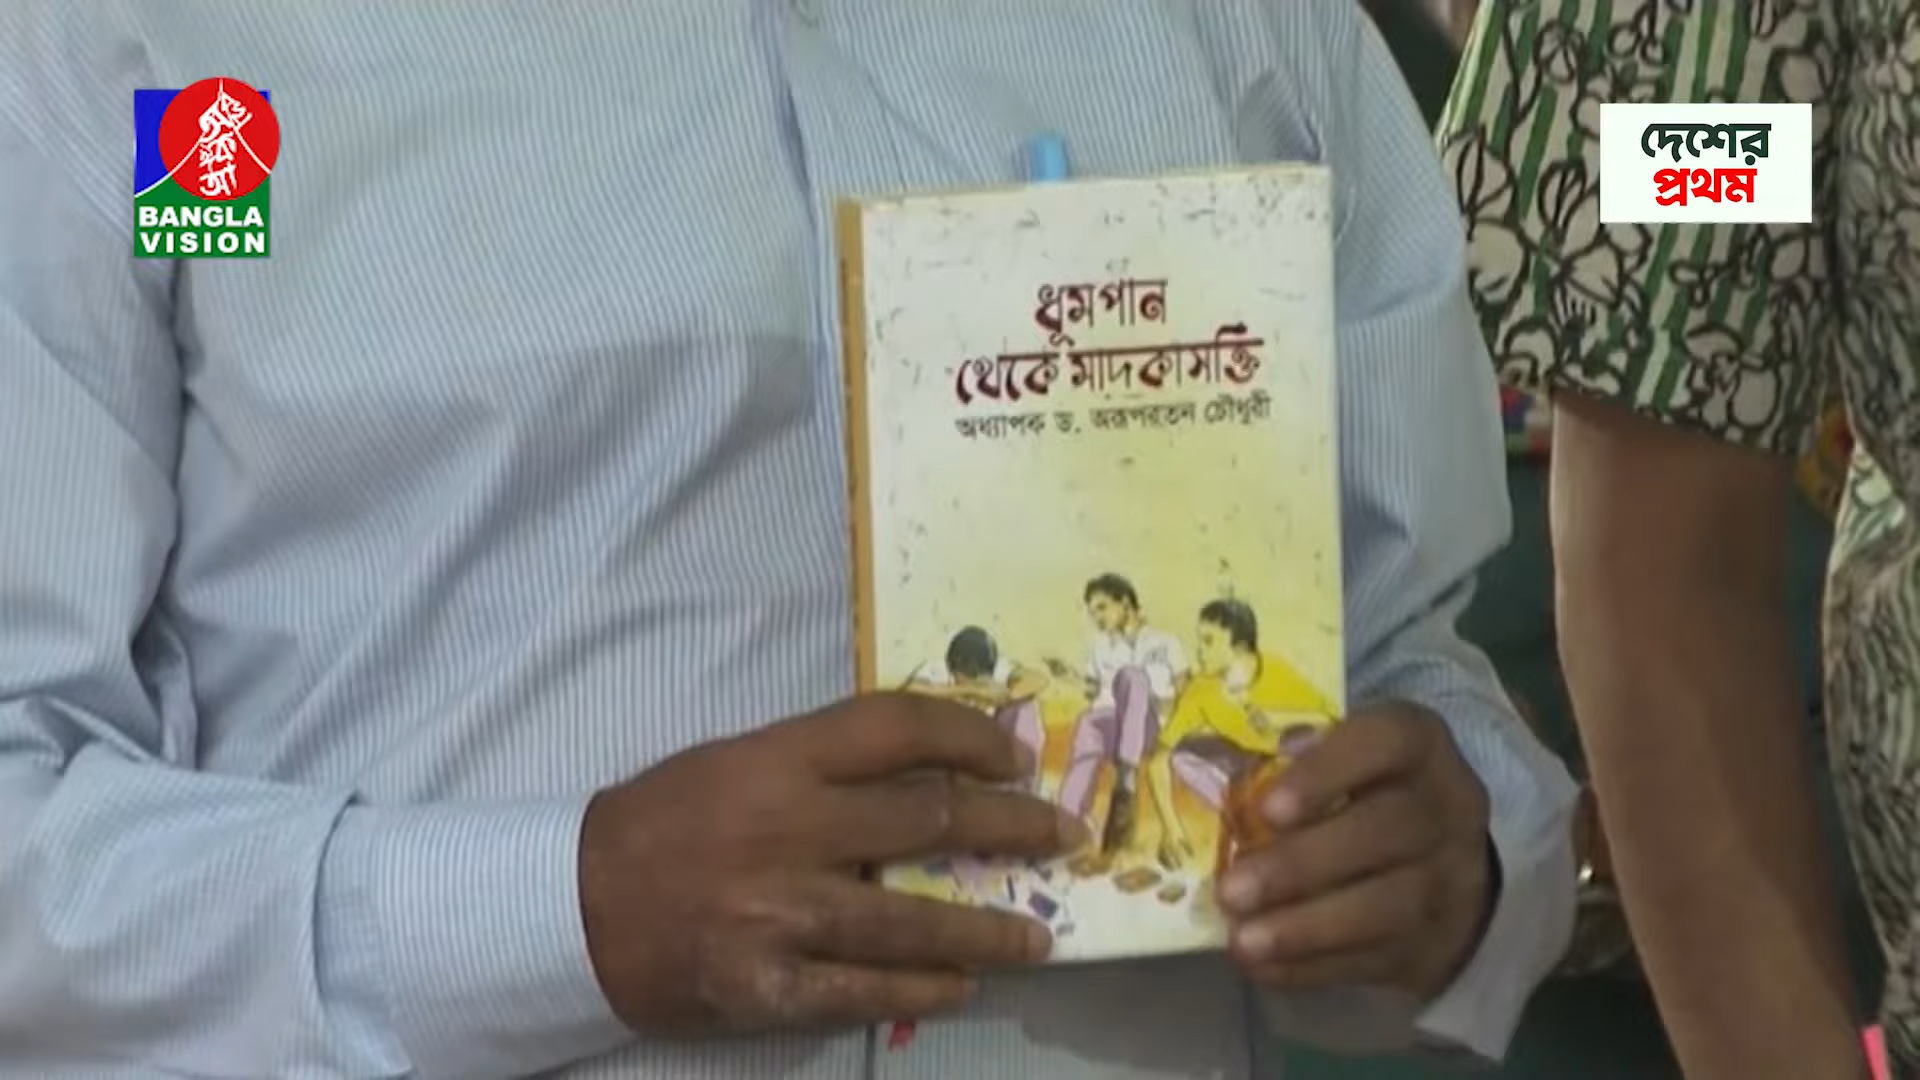 BANGLA
VISION
দেশের
প্রথম
ধূমপান
থেকে মাদকাসক্তি
অধ্যাপক ড. অরূপরতন চৌধুরী